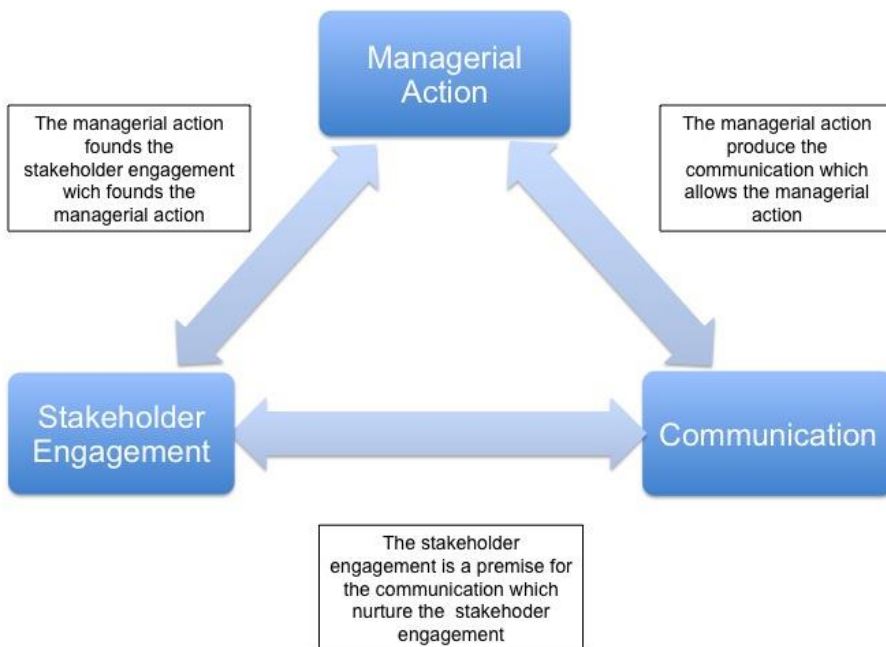 Managerial
Action
The managerial action
founds the
stakeholder engagement
wich founds the
managerial action
The managerial action
produce the
communication which
allows the managerial
action
Stakeholder
Engagement
Communication
The stakeholder
engagement is a premise for
the communication which
nurture the stakehoder
engagement